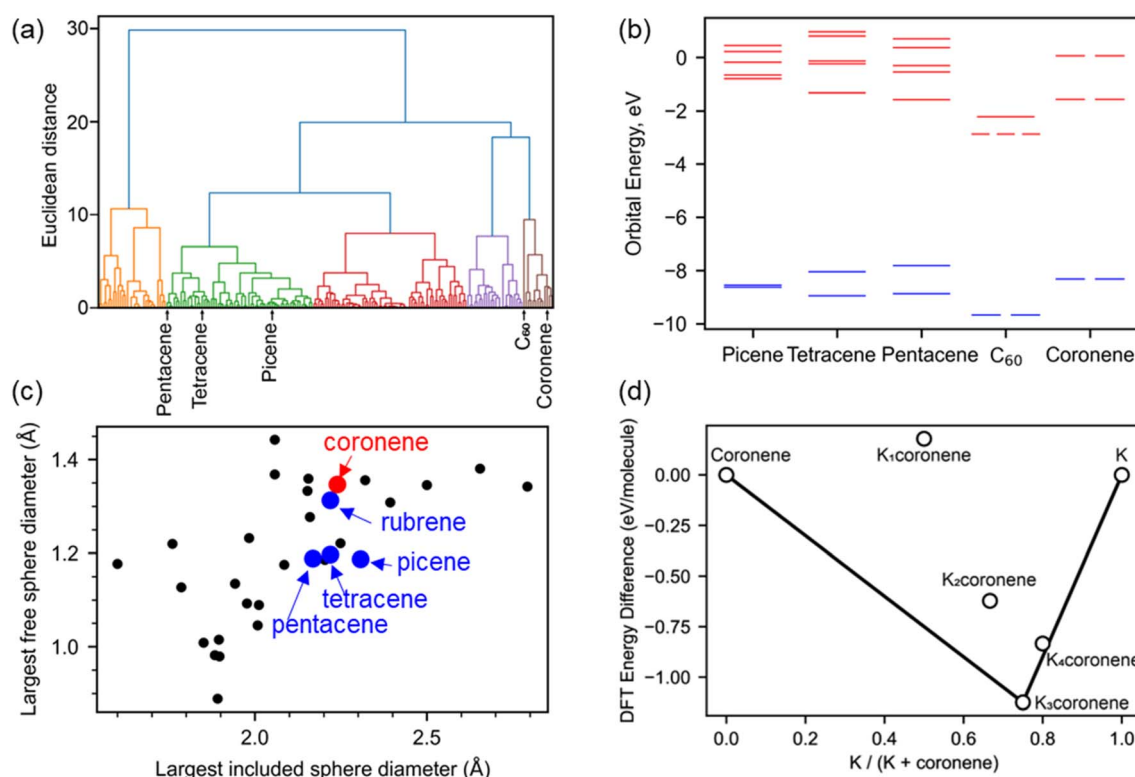 (a)
30
20
10
0
Euclidean distance
Pentacene
Tetracene
Picene
C₆₀
Coronene
(b)
0
−2
−4
−6
−8
−10
Orbital Energy, eV
Picene Tetracene Pentacene C₆₀ Coronene
(c)
1.4
1.2
1.0
Largest free sphere diameter (Å)
coronene
rubrene
picene
tetracene
pentacene
2.0 2.5
Largest included sphere diameter (Å)
(d)
0.00
−0.25
−0.50
−0.75
−1.00
DFT Energy Difference (eV/molecule)
Coronene
K₁coronene
K
K₂coronene
K₄coronene
K₃coronene
0.0 0.2 0.4 0.6 0.8 1.0
K / (K + coronene)